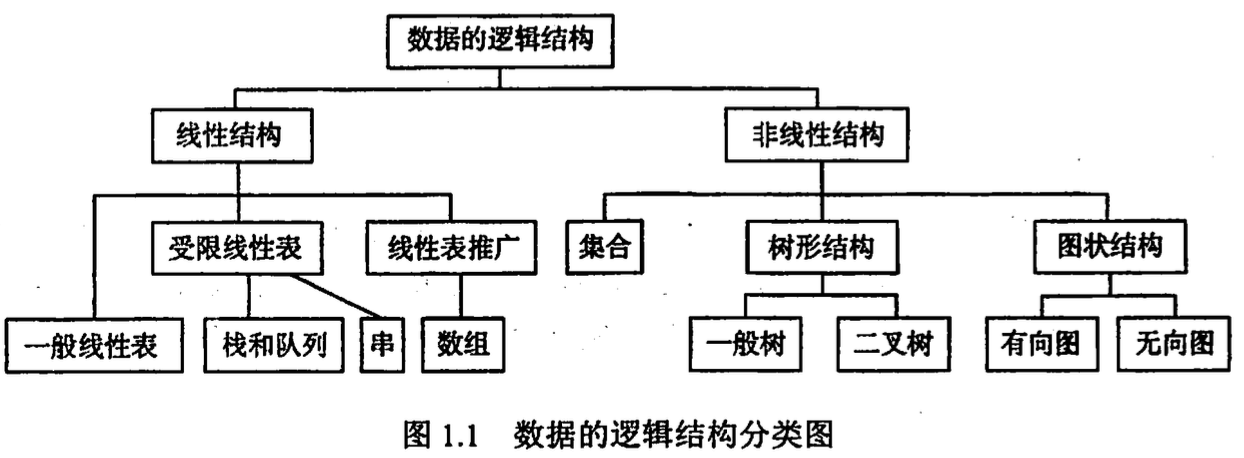 数据的逻辑结构
线性结构
非线性结构
受限线性表
线性表推广
集合
树形结构
图状结构
一般线性表
栈和队列
串
数组
一般树
二叉树
有向图
无向图
图 1.1 数据的逻辑结构分类图